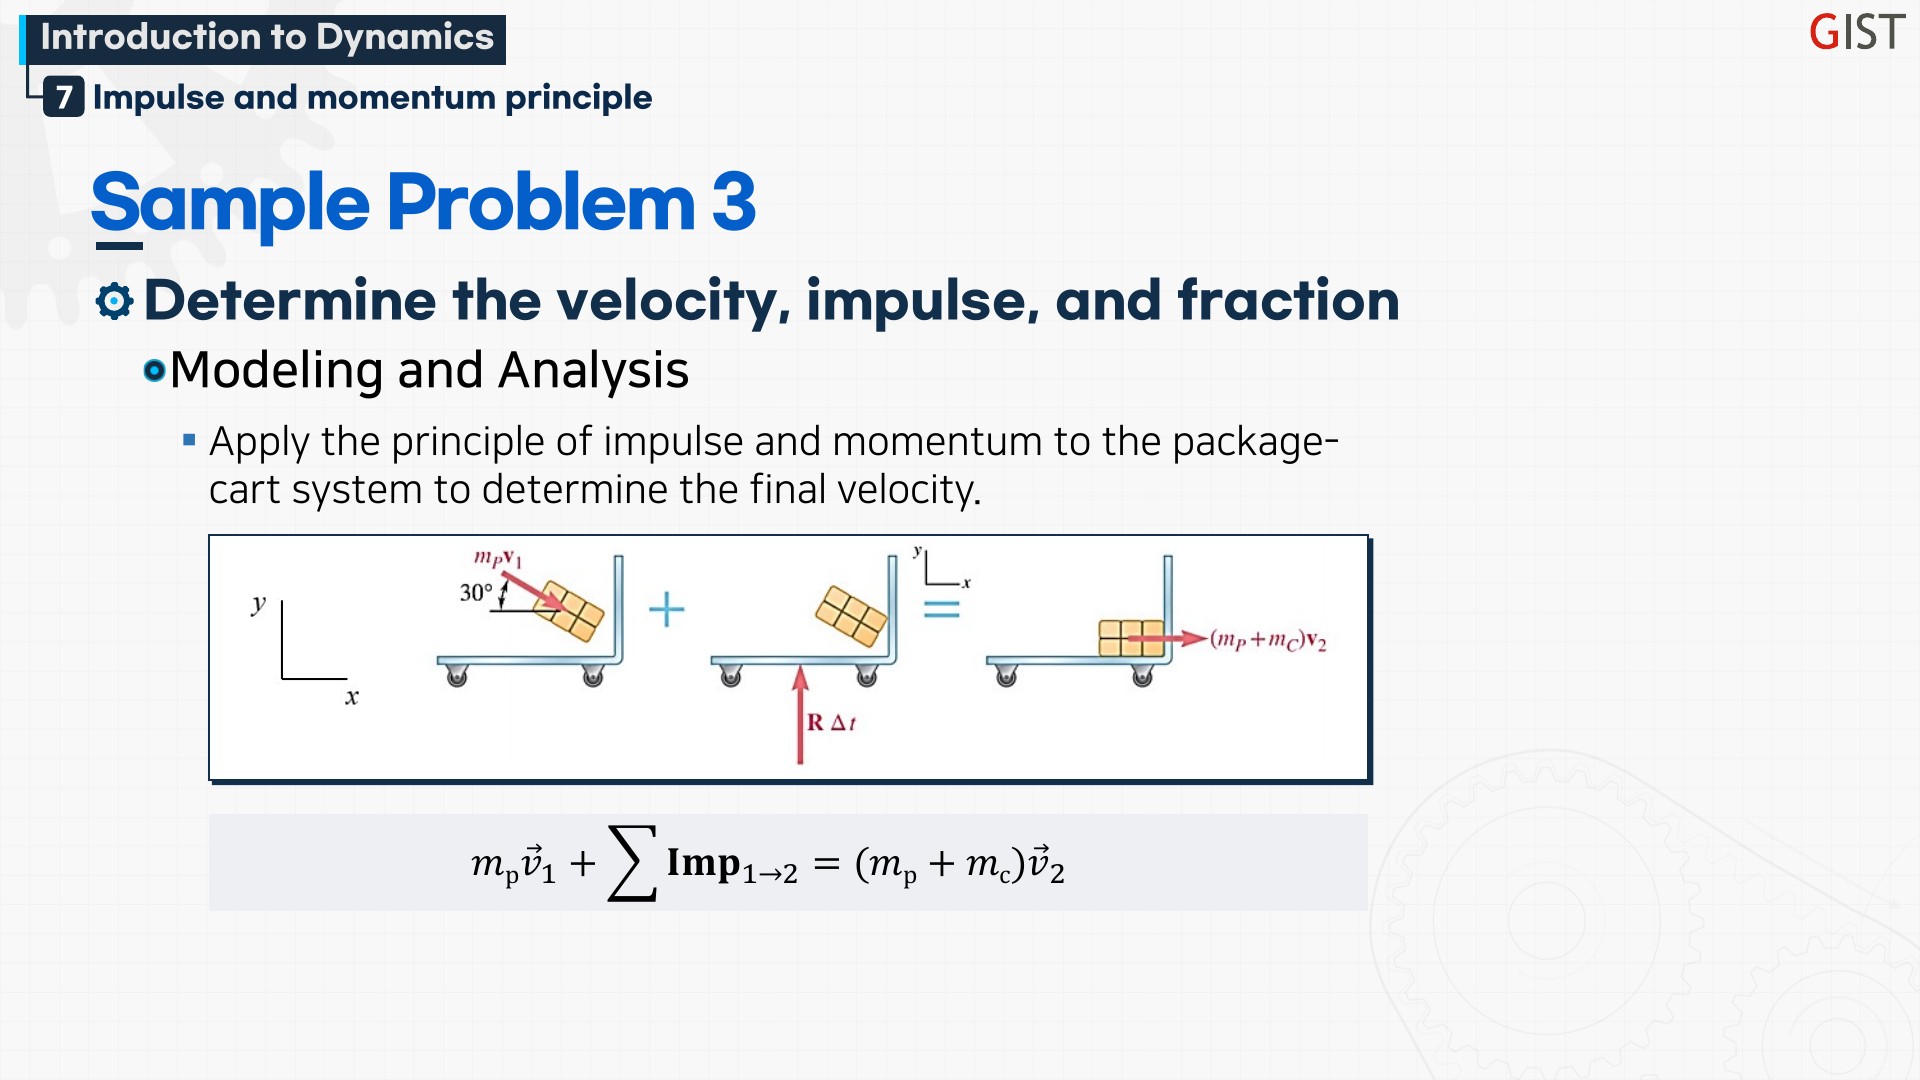 Introduction to Dynamics
GIST
7 Impulse and momentum principle
Sample Problem 3
Determine the velocity, impulse, and fraction
Modeling and Analysis
Apply the principle of impulse and momentum to the package-
cart system to determine the final velocity.
y
x
m_P v_1
30°
+
R Δt
y
x
=
(m_P + m_C)v_2
m_p v⃗_1 + ∑ Imp_{1→2} = (m_p + m_c)v⃗_2